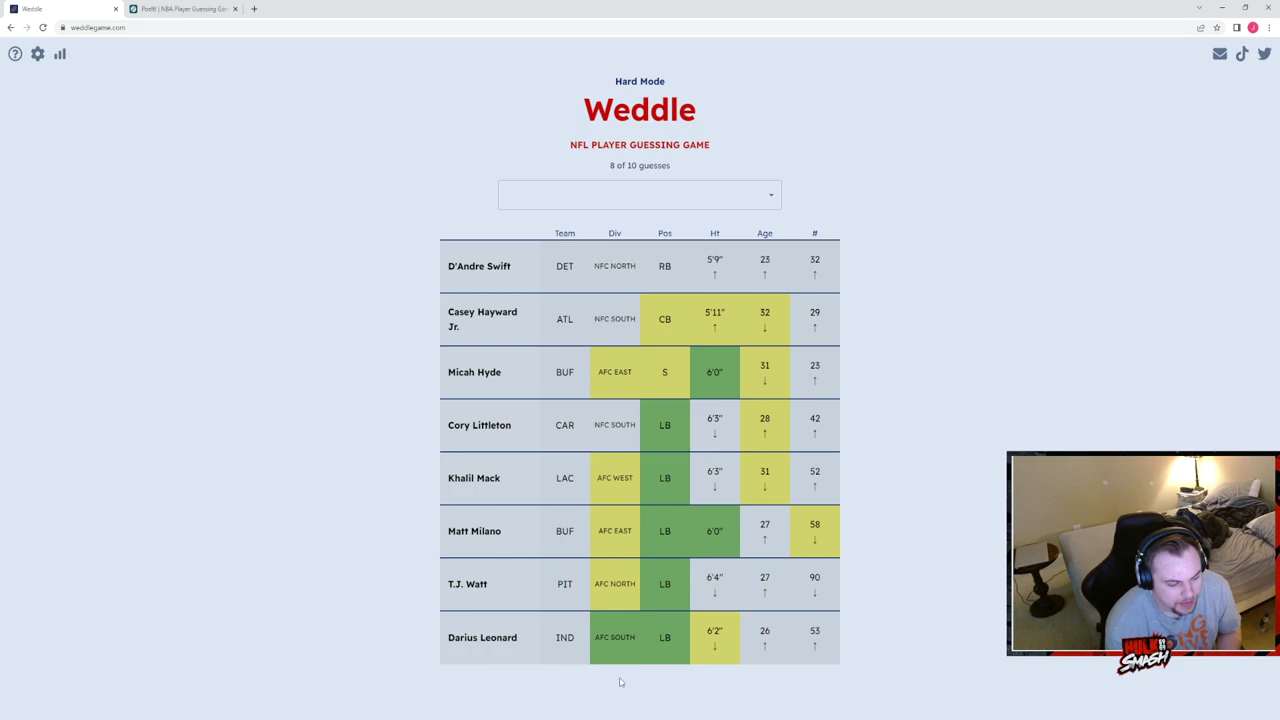 Weddle
Poeltl | NBA Player Guessing Ga
weddlegame.com
J
Hard Mode
Weddle
NFL PLAYER GUESSING GAME
8 of 10 guesses
Team Div Pos Ht Age #
D'Andre Swift DET NFC NORTH RB 5'9" ↑ 23 ↑ 32 ↑
Casey Hayward Jr. ATL NFC SOUTH CB 5'11" ↑ 32 ↓ 29 ↑
Micah Hyde BUF AFC EAST S 6'0" 31 ↓ 23 ↑
Cory Littleton CAR NFC SOUTH LB 6'3" ↓ 28 ↑ 42 ↑
Khalil Mack LAC AFC WEST LB 6'3" ↓ 31 ↓ 52 ↑
Matt Milano BUF AFC EAST LB 6'0" 27 ↑ 58 ↓
T.J. Watt PIT AFC NORTH LB 6'4" ↓ 27 ↑ 90 ↓
Darius Leonard IND AFC SOUTH LB 6'2" ↓ 26 ↑ 53 ↑
HULK
SMASH